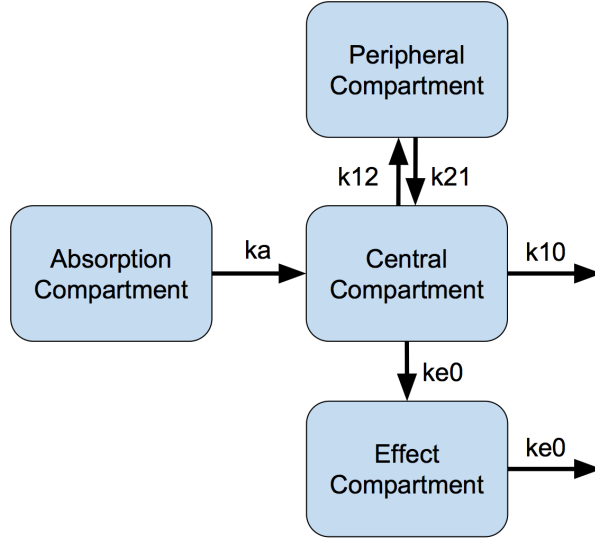 Peripheral
Compartment
k12
k21
Absorption
Compartment
ka
Central
Compartment
k10
ke0
Effect
Compartment
ke0